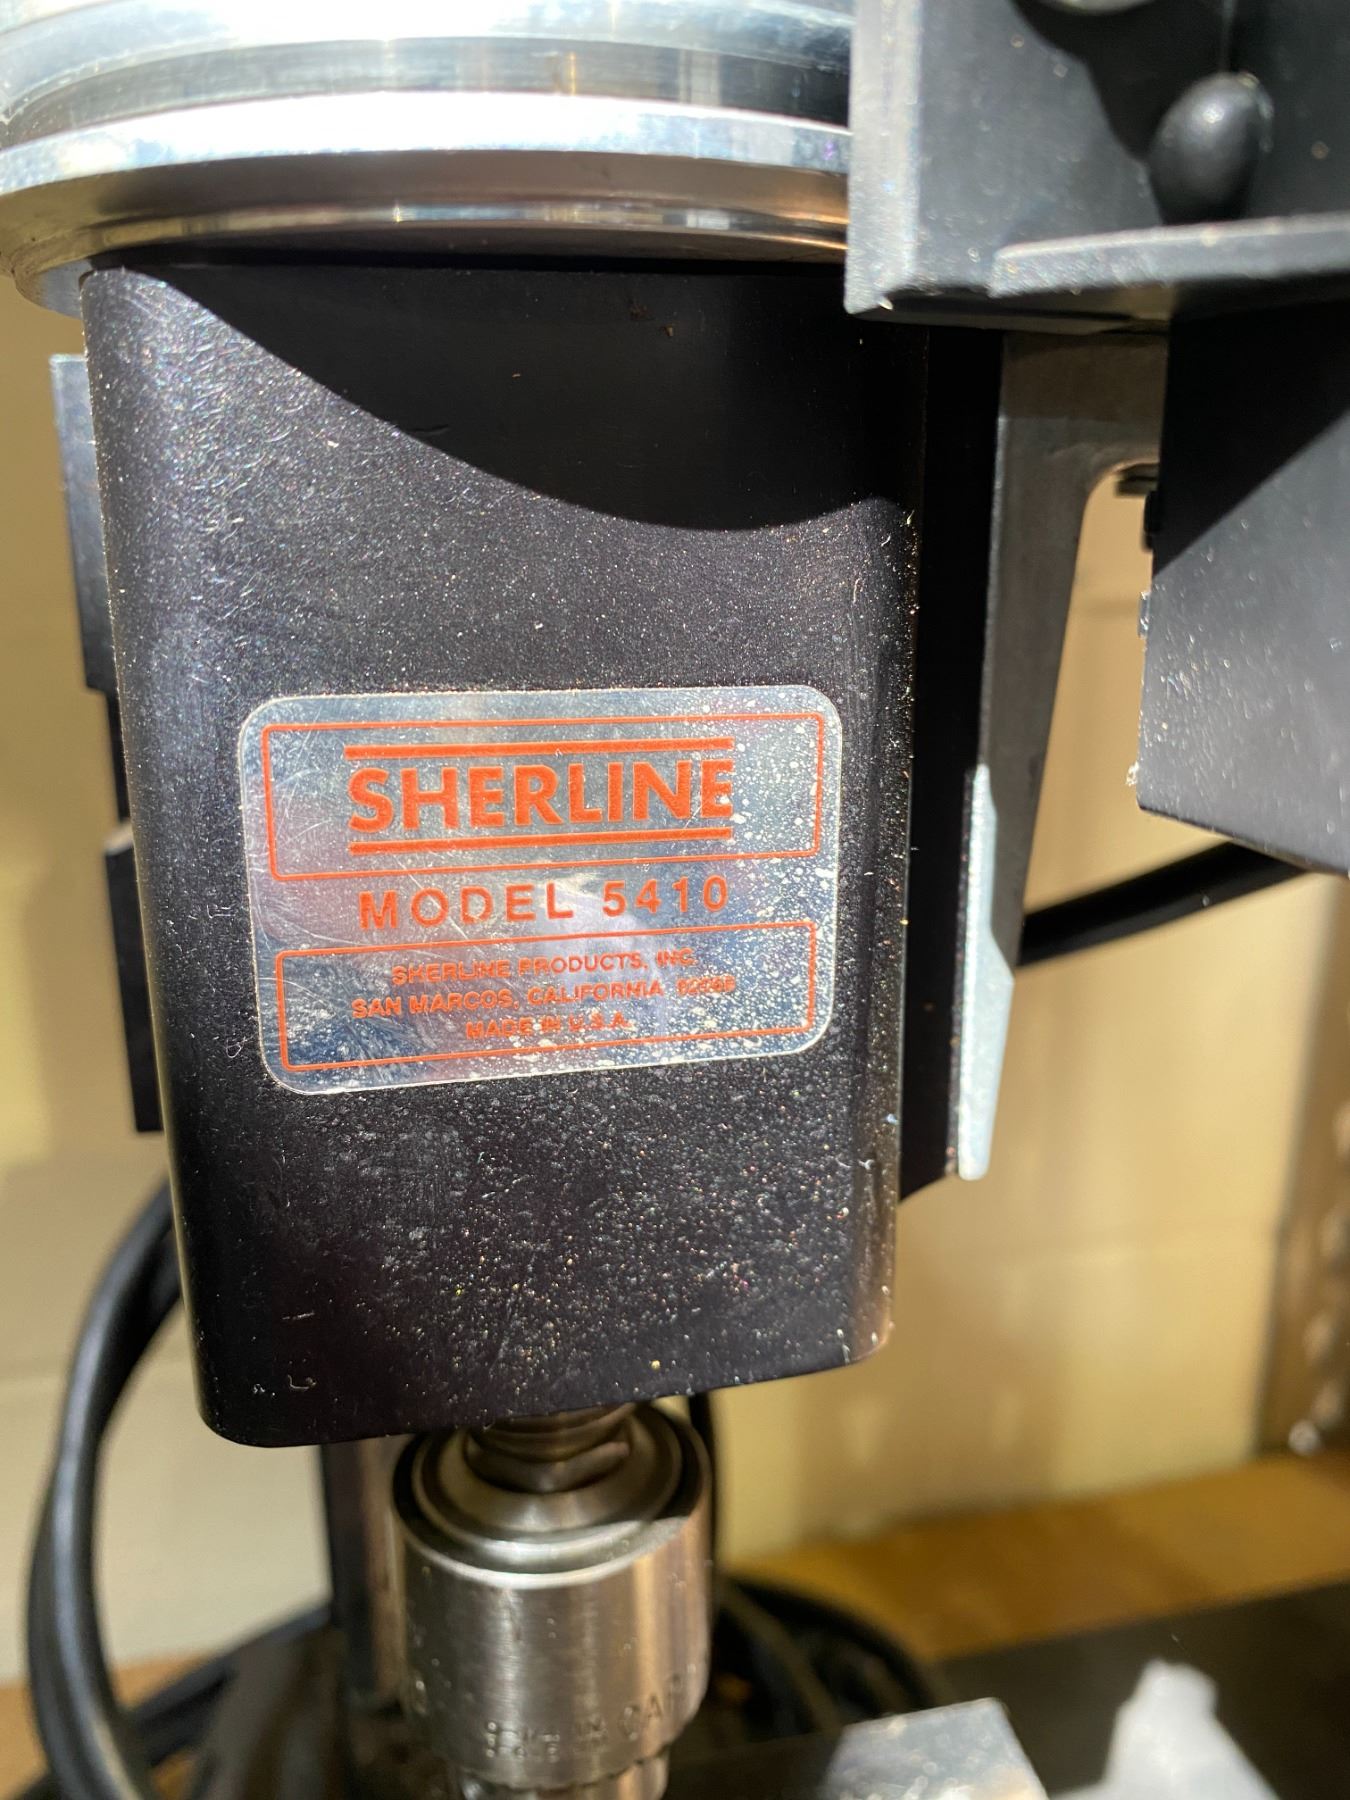 SHERLINE
MODEL 5410
SHERLINE PRODUCTS, INC.
SAN MARCOS, CALIFORNIA
MADE IN U.S.A.